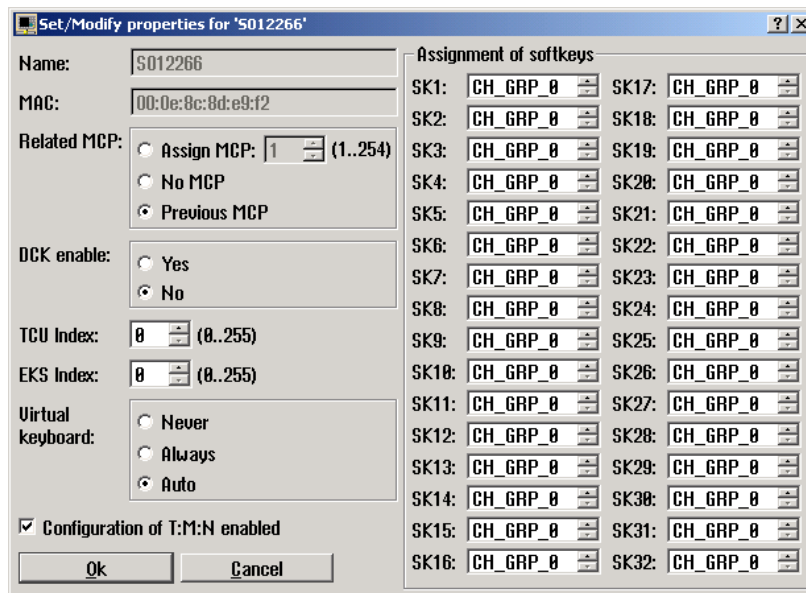 Set/Modify properties for 'S012266'
Name: S012266
MAC: 00:0e:8c:8d:e9:f2
Related MCP:
Assign MCP: 1 (1..254)
No MCP
Previous MCP
DCK enable:
Yes
No
TCU Index: 0 (0..255)
EKS Index: 0 (0..255)
Virtual
keyboard:
Never
Always
Auto
Configuration of T:M:N enabled
Ok Cancel
Assignment of softkeys
SK1: CH_GRP_0 SK17: CH_GRP_0
SK2: CH_GRP_0 SK18: CH_GRP_0
SK3: CH_GRP_0 SK19: CH_GRP_0
SK4: CH_GRP_0 SK20: CH_GRP_0
SK5: CH_GRP_0 SK21: CH_GRP_0
SK6: CH_GRP_0 SK22: CH_GRP_0
SK7: CH_GRP_0 SK23: CH_GRP_0
SK8: CH_GRP_0 SK24: CH_GRP_0
SK9: CH_GRP_0 SK25: CH_GRP_0
SK10: CH_GRP_0 SK26: CH_GRP_0
SK11: CH_GRP_0 SK27: CH_GRP_0
SK12: CH_GRP_0 SK28: CH_GRP_0
SK13: CH_GRP_0 SK29: CH_GRP_0
SK14: CH_GRP_0 SK30: CH_GRP_0
SK15: CH_GRP_0 SK31: CH_GRP_0
SK16: CH_GRP_0 SK32: CH_GRP_0